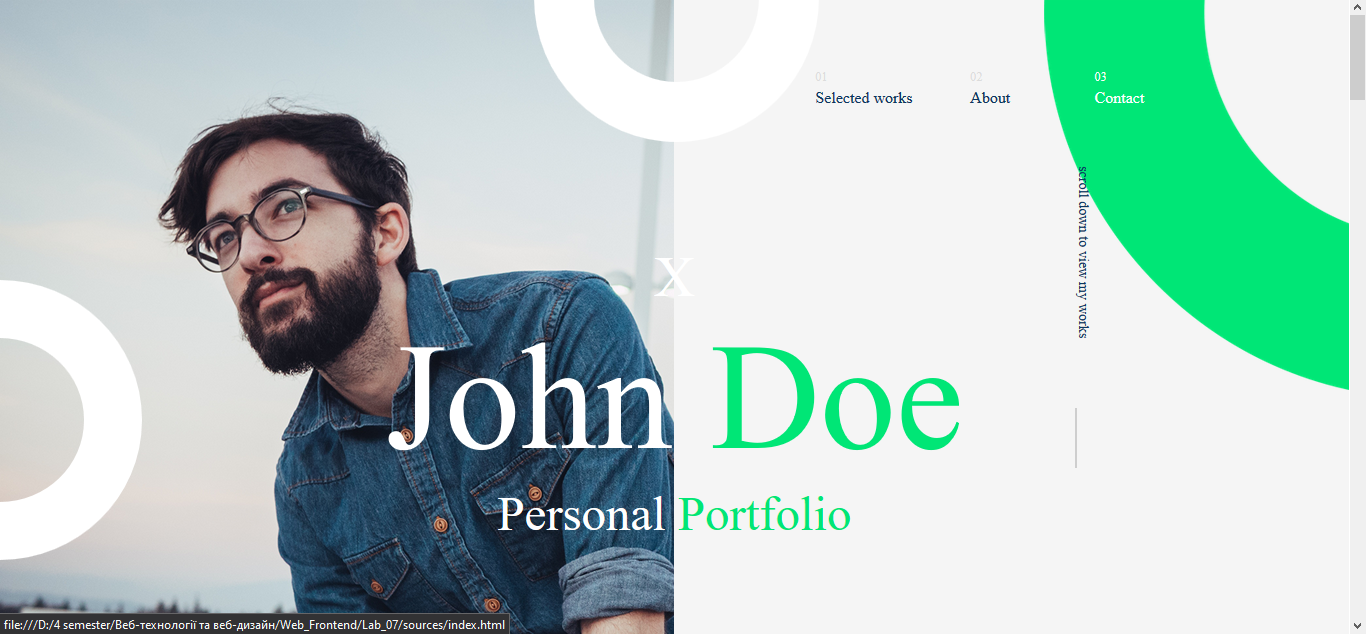 01
Selected works
02
About
03
Contact
scroll down to view my works
x
John Doe
Personal Portfolio
file:///D:/4 semester/Веб-технології та веб-дизайн/Web_Frontend/Lab_07/sources/index.html